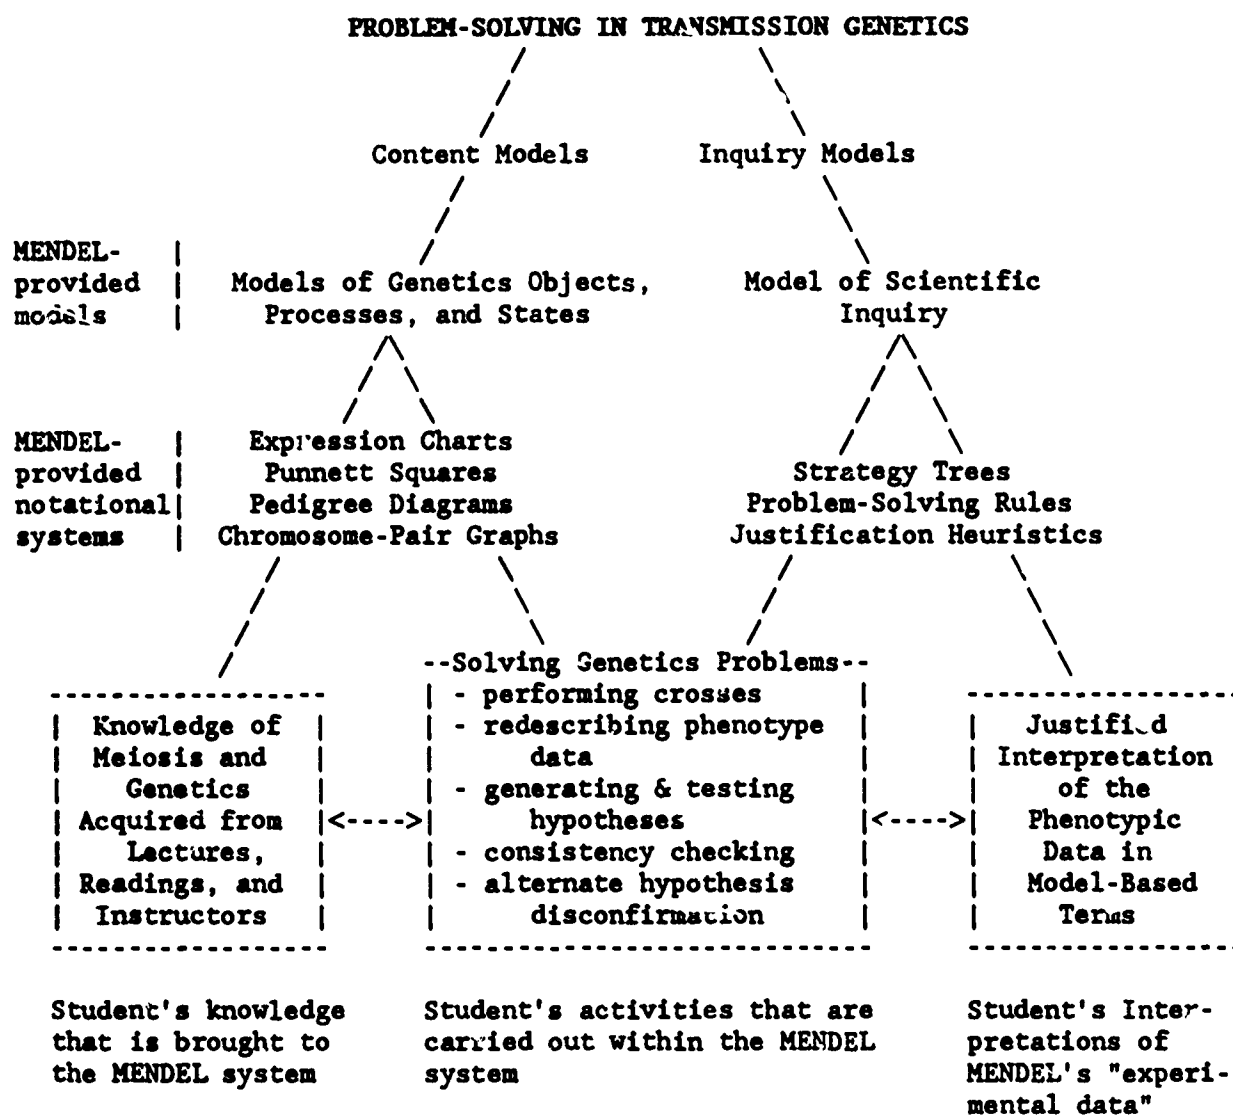 PROBLEM-SOLVING IN TRANSMISSION GENETICS
Content Models
Inquiry Models
MENDEL-
provided
models
Models of Genetics Objects,
Processes, and States
Model of Scientific
Inquiry
MENDEL-
provided
notational
systems
Expression Charts
Punnett Squares
Pedigree Diagrams
Chromosome-Pair Graphs
Strategy Trees
Problem-Solving Rules
Justification Heuristics
Knowledge of
Meiosis and
Genetics
Acquired from
Lectures,
Readings, and
Instructors
<---->
--Solving Genetics Problems--
- performing crosses
- redescribing phenotype
data
- generating & testing
hypotheses
- consistency checking
- alternate hypothesis
disconfirmation
<---->
Justified
Interpretation
of the
Phenotypic
Data in
Model-Based
Terms
Student's knowledge
that is brought to
the MENDEL system
Student's activities that are
carried out within the MENDEL
system
Student's Inter-
pretations of
MENDEL's "experi-
mental data"